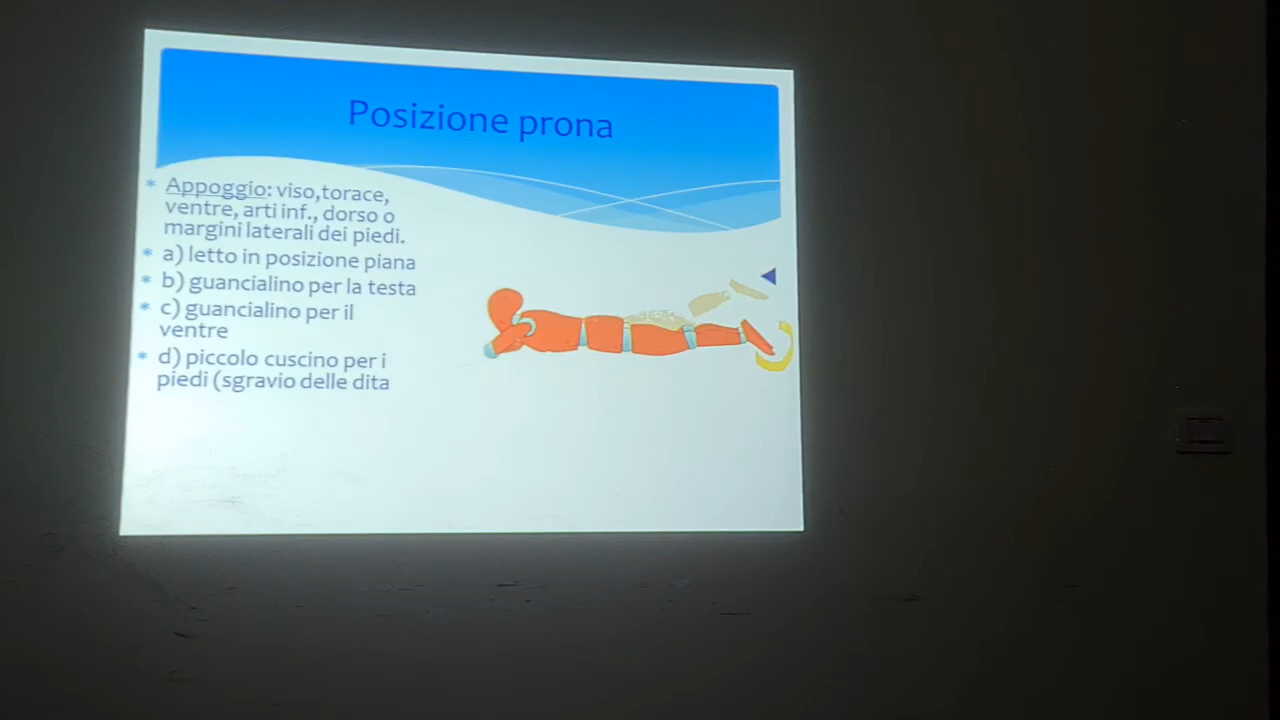 Posizione prona
* Appoggio: viso,torace,
ventre, arti inf., dorso o
margini laterali dei piedi.
* a) letto in posizione piana
* b) guancialino per la testa
* c) guancialino per il
ventre
* d) piccolo cuscino per i
piedi (sgravio delle dita